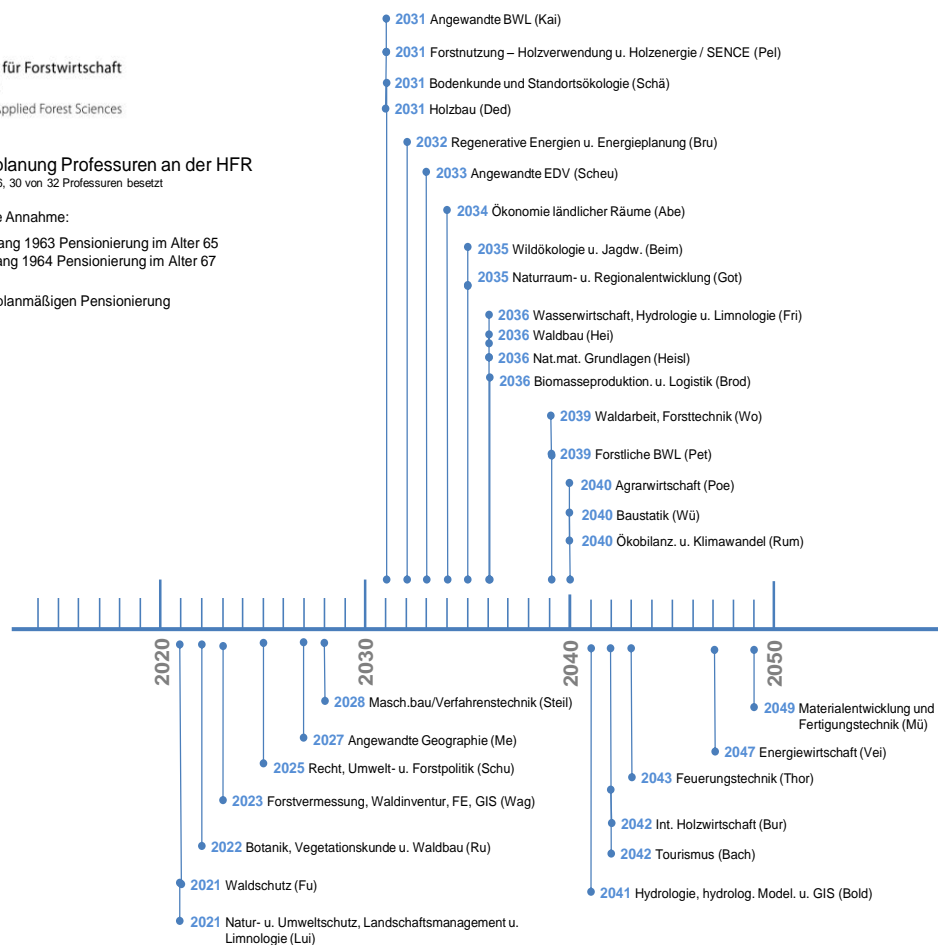 2031 Angewandte BWL (Kai)
2031 Forstnutzung – Holzverwendung u. Holzenergie / SENCE (Pel)
für Forstwirtschaft
2031 Bodenkunde und Standortsökologie (Schä)
Applied Forest Sciences
2031 Holzbau (Ded)
2032 Regenerative Energien u. Energieplanung (Bru)
planung Professuren an der HFR
6, 30 von 32 Professuren besetzt
2033 Angewandte EDV (Scheu)
2034 Ökonomie ländlicher Räume (Abe)
e Annahme:
ang 1963 Pensionierung im Alter 65
ang 1964 Pensionierung im Alter 67
2035 Wildökologie u. Jagdw. (Beim)
2035 Naturraum- u. Regionalentwicklung (Got)
planmäßigen Pensionierung
2036 Wasserwirtschaft, Hydrologie u. Limnologie (Fri)
2036 Waldbau (Hei)
2036 Nat.mat. Grundlagen (Heisl)
2036 Biomasseproduktion. u. Logistik (Brod)
2039 Waldarbeit, Forsttechnik (Wo)
2039 Forstliche BWL (Pet)
2040 Agrarwirtschaft (Poe)
2040 Baustatik (Wü)
2040 Ökobilanz. u. Klimawandel (Rum)
2020
2030
2040
2050
2028 Masch.bau/Verfahrenstechnik (Steil)
2049 Materialentwicklung und
Fertigungstechnik (Mü)
2027 Angewandte Geographie (Me)
2047 Energiewirtschaft (Vei)
2025 Recht, Umwelt- u. Forstpolitik (Schu)
2043 Feuerungstechnik (Thor)
2023 Forstvermessung, Waldinventur, FE, GIS (Wag)
2042 Int. Holzwirtschaft (Bur)
2022 Botanik, Vegetationskunde u. Waldbau (Ru)
2042 Tourismus (Bach)
2021 Waldschutz (Fu)
2041 Hydrologie, hydrolog. Model. u. GIS (Bold)
2021 Natur- u. Umweltschutz, Landschaftsmanagement u.
Limnologie (Lui)